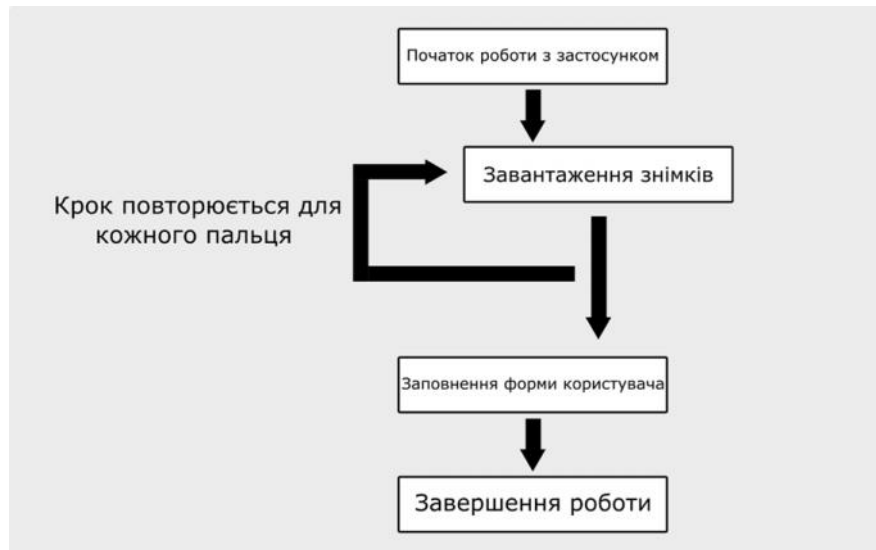 Початок роботи з застосунком
Завантаження знімків
Крок повторюється для
кожного пальця
Заповнення форми користувача
Завершення роботи